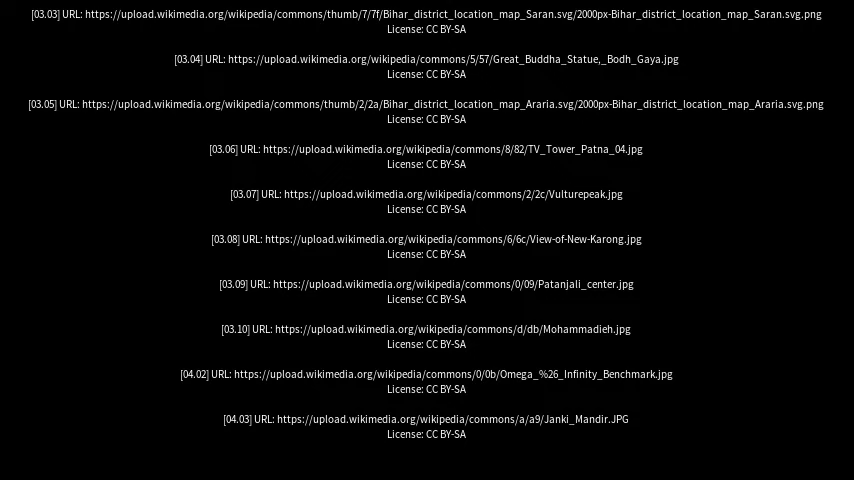 [03.03] URL: https://upload.wikimedia.org/wikipedia/commons/thumb/7/7f/Bihar_district_location_map_Saran.svg/2000px-Bihar_district_location_map_Saran.svg.png
License: CC BY-SA
[03.04] URL: https://upload.wikimedia.org/wikipedia/commons/5/57/Great_Buddha_Statue,_Bodh_Gaya.jpg
License: CC BY-SA
[03.05] URL: https://upload.wikimedia.org/wikipedia/commons/thumb/2/2a/Bihar_district_location_map_Araria.svg/2000px-Bihar_district_location_map_Araria.svg.png
License: CC BY-SA
[03.06] URL: https://upload.wikimedia.org/wikipedia/commons/8/82/TV_Tower_Patna_04.jpg
License: CC BY-SA
[03.07] URL: https://upload.wikimedia.org/wikipedia/commons/2/2c/Vulturepeak.jpg
License: CC BY-SA
[03.08] URL: https://upload.wikimedia.org/wikipedia/commons/6/6c/View-of-New-Karong.jpg
License: CC BY-SA
[03.09] URL: https://upload.wikimedia.org/wikipedia/commons/0/09/Patanjali_center.jpg
License: CC BY-SA
[03.10] URL: https://upload.wikimedia.org/wikipedia/commons/d/db/Mohammadieh.jpg
License: CC BY-SA
[04.02] URL: https://upload.wikimedia.org/wikipedia/commons/0/0b/Omega_%26_Infinity_Benchmark.jpg
License: CC BY-SA
[04.03] URL: https://upload.wikimedia.org/wikipedia/commons/a/a9/Janki_Mandir.JPG
License: CC BY-SA